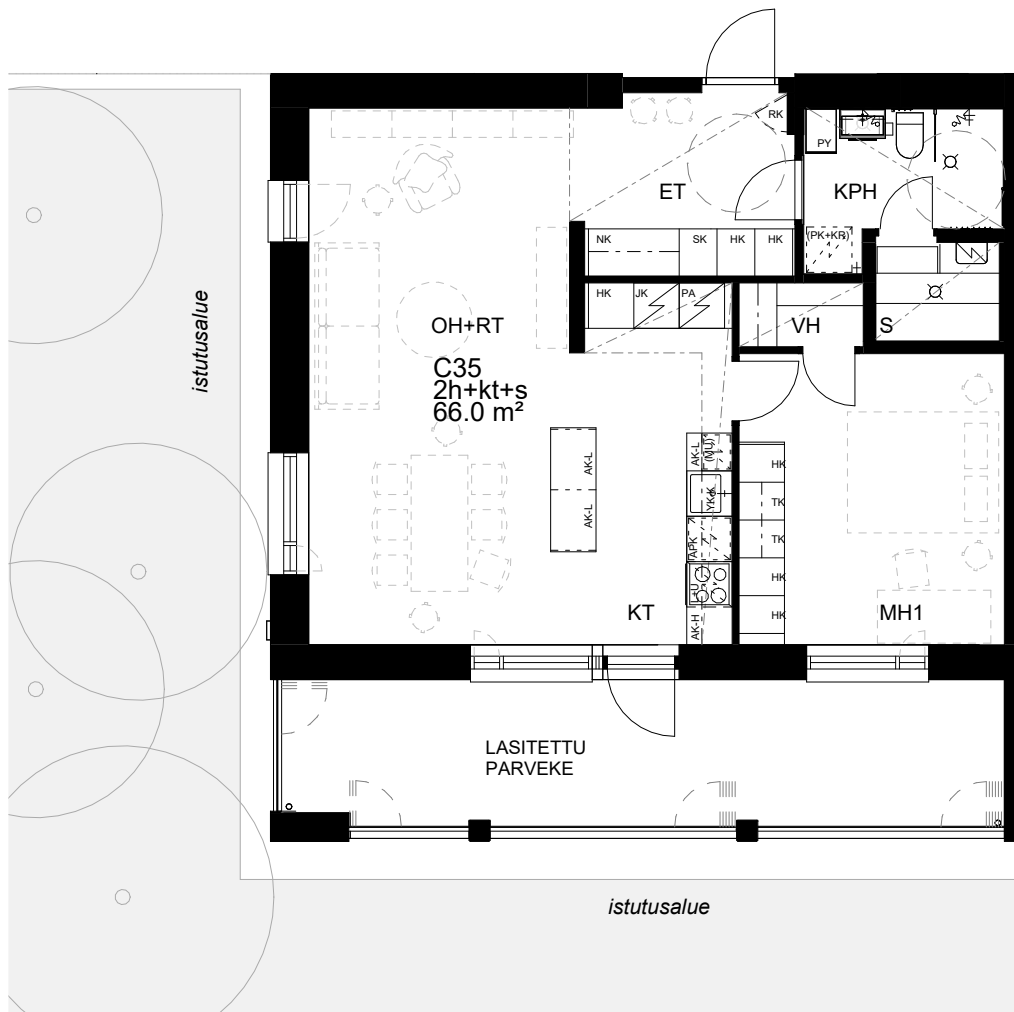 RK
PY
ET
KPH
NK
SK
HK
HK
(PK+KR)
HK
JK
PA
VH
S
istutusalue
OH+RT
C35
2h+kt+s
66.0 m²
AK-L
AK-L
AK-L
(MU)
YK-K
APK
L+U
AK-H
HK
TK
TK
HK
HK
KT
MH1
LASITETTU
PARVEKE
istutusalue